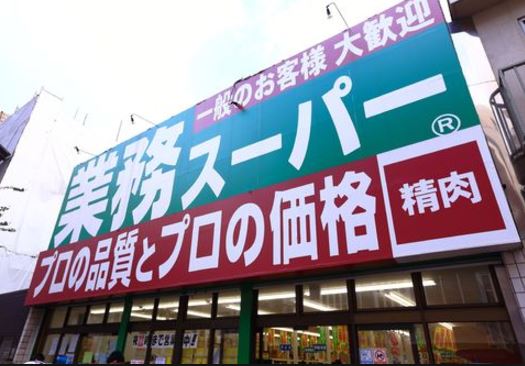 一般のお客様 大歓迎
業務スーパー®
プロの品質とプロの価格
精肉